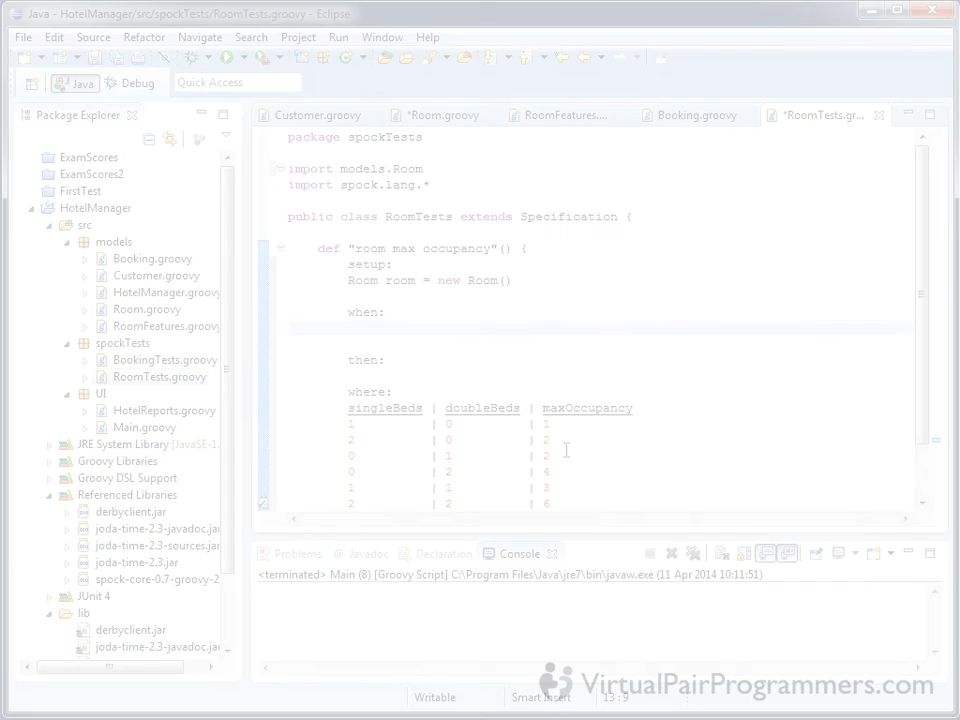 Java - HotelManager/src/spockTests/RoomTests.groovy - Eclipse
File Edit Source Refactor Navigate Search Project Run Window Help
Java Debug Quick Access
Package Explorer
ExamScores
ExamScores2
FirstTest
HotelManager
src
models
Booking.groovy
Customer.groovy
HotelManager.groovy
Room.groovy
RoomFeatures.groovy
spockTests
BookingTests.groovy
RoomTests.groovy
UI
HotelReports.groovy
Main.groovy
JRE System Library [JavaSE-1.
Groovy Libraries
Groovy DSL Support
Referenced Libraries
derbyclient.jar
joda-time-2.3-javadoc.jar
joda-time-2.3-sources.jar
joda-time-2.3.jar
spock-core-0.7-groovy-2
JUnit 4
lib
derbyclient.jar
joda-time-2.3-javadoc.jar
Customer.groovy *Room.groovy RoomFeatures.... Booking.groovy *RoomTests.gr...
package spockTests
import models.Room
import spock.lang.*
public class RoomTests extends Specification {
def "room max occupancy"() {
setup:
Room room = new Room()
when:
then:
where:
singleBeds | doubleBeds | maxOccupancy
1 | 0 | 1
2 | 0 | 2
0 | 1 | 2
0 | 2 | 4
1 | 1 | 3
2 | 2 | 6
Problems Javadoc Declaration Console
<terminated> Main (8) [Groovy Script] C:\Program Files\Java\jre7\bin\javaw.exe (11 Apr 2014 10:11:51)
Writable Smart Insert 13 : 9
VirtualPairProgrammers.com